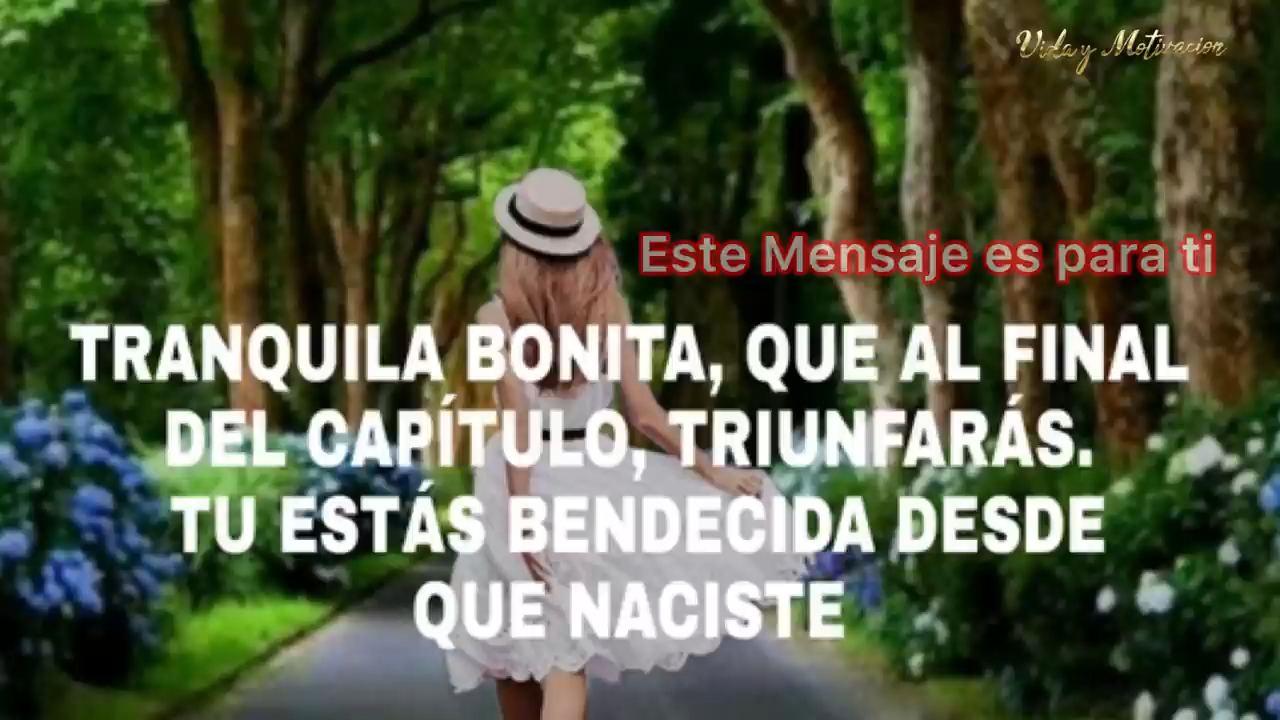 Vida y Motivacion
Este Mensaje es para ti
TRANQUILA BONITA, QUE AL FINAL
DEL CAPÍTULO, TRIUNFARÁS.
TU ESTÁS BENDECIDA DESDE
QUE NACISTE